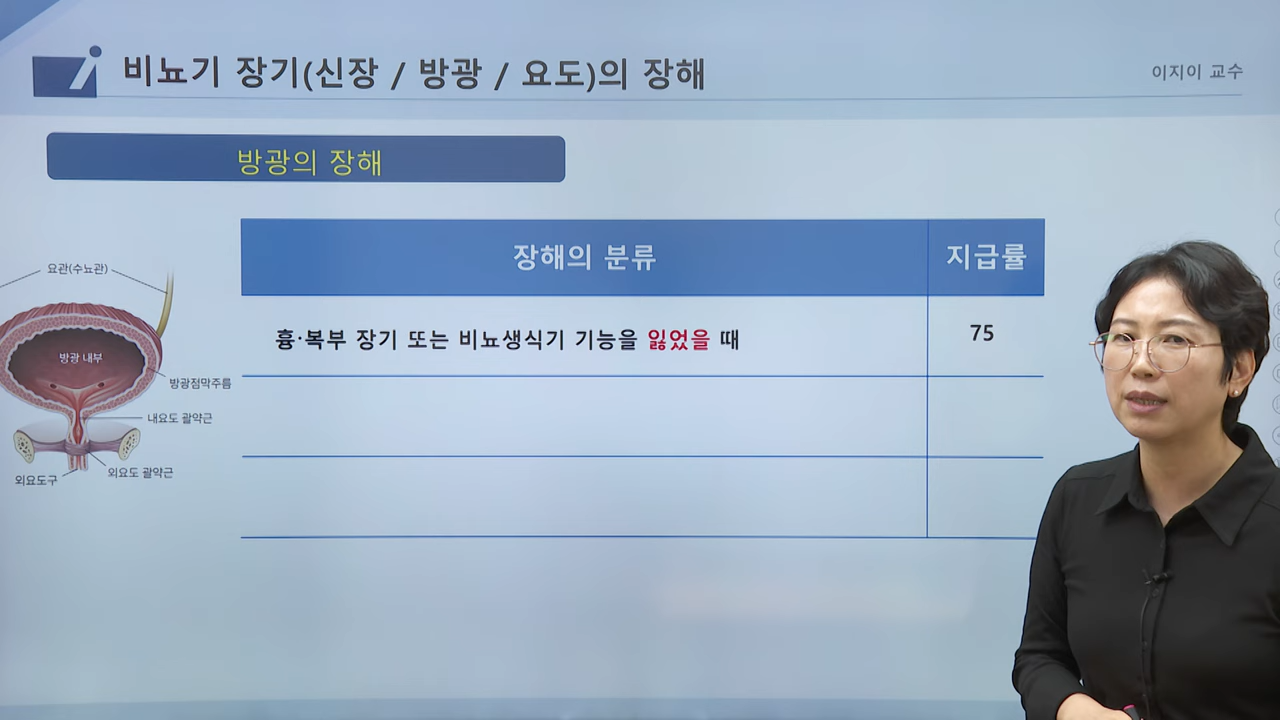 비뇨기 장기(신장 / 방광 / 요도)의 장해
이지이 교수
방광의 장해
장해의 분류
지급률
흉·복부 장기 또는 비뇨생식기 기능을 잃었을 때
75
요관(수뇨관)
방광 내부
방광점막주름
내요도 괄약근
외요도구
외요도 괄약근